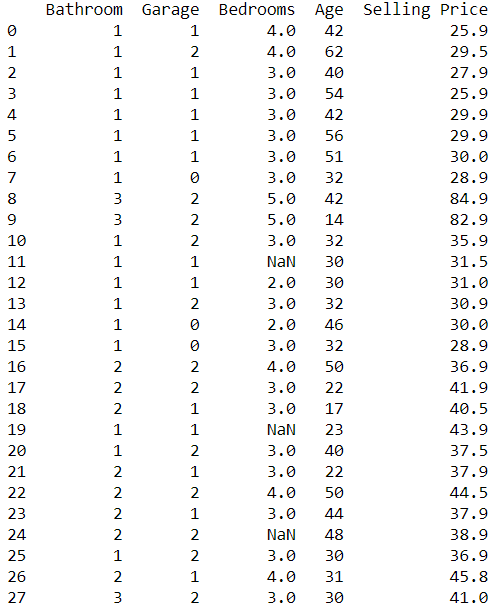 Bathroom Garage Bedrooms Age Selling Price
0 1 1 4.0 42 25.9
1 1 2 4.0 62 29.5
2 1 1 3.0 40 27.9
3 1 1 3.0 54 25.9
4 1 1 3.0 42 29.9
5 1 1 3.0 56 29.9
6 1 1 3.0 51 30.0
7 1 0 3.0 32 28.9
8 3 2 5.0 42 84.9
9 3 2 5.0 14 82.9
10 1 2 3.0 32 35.9
11 1 1 NaN 30 31.5
12 1 1 2.0 30 31.0
13 1 2 3.0 32 30.9
14 1 0 2.0 46 30.0
15 1 0 3.0 32 28.9
16 2 2 4.0 50 36.9
17 2 2 3.0 22 41.9
18 2 1 3.0 17 40.5
19 1 1 NaN 23 43.9
20 1 2 3.0 40 37.5
21 2 1 3.0 22 37.9
22 2 2 4.0 50 44.5
23 2 1 3.0 44 37.9
24 2 2 NaN 48 38.9
25 1 2 3.0 30 36.9
26 2 1 4.0 31 45.8
27 3 2 3.0 30 41.0